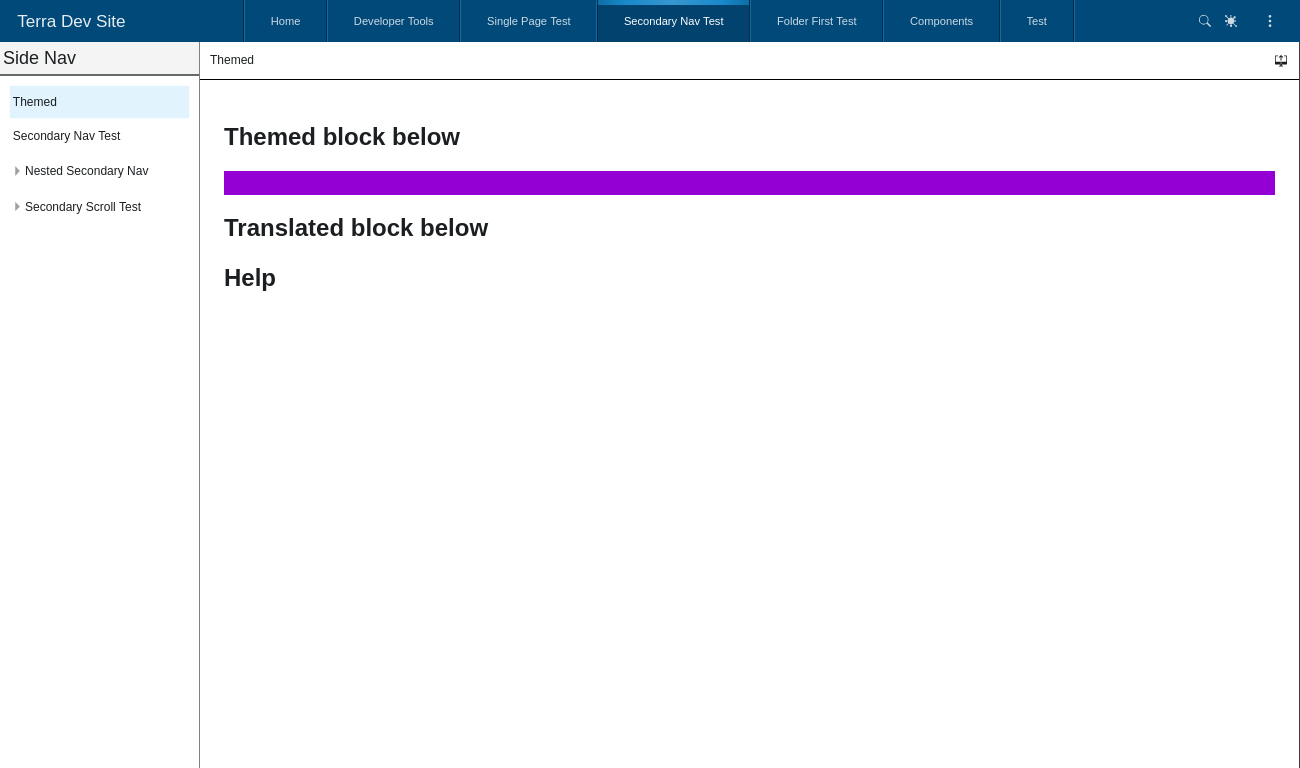 Terra Dev Site
Home
Developer Tools
Single Page Test
Secondary Nav Test
Folder First Test
Components
Test
Side Nav
Themed
Secondary Nav Test
Nested Secondary Nav
Secondary Scroll Test
Themed
Themed block below
Translated block below
Help